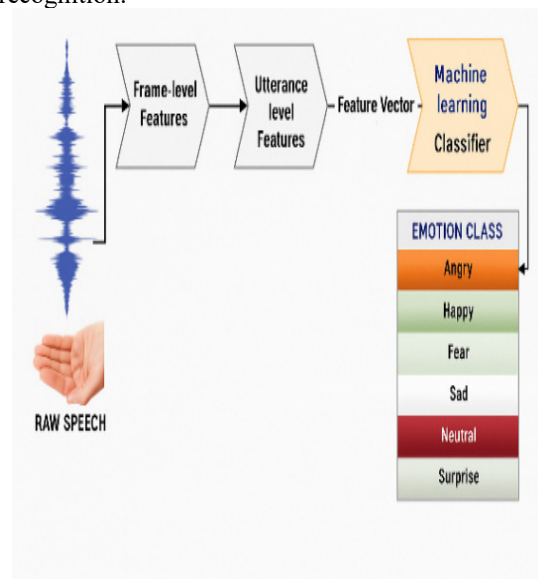 recognition.
Frame-level
Features
Utterance
level
Features
Feature Vector
Machine
learning
Classifier
EMOTION CLASS
Angry
Happy
Fear
Sad
Neutral
Surprise
RAW SPEECH